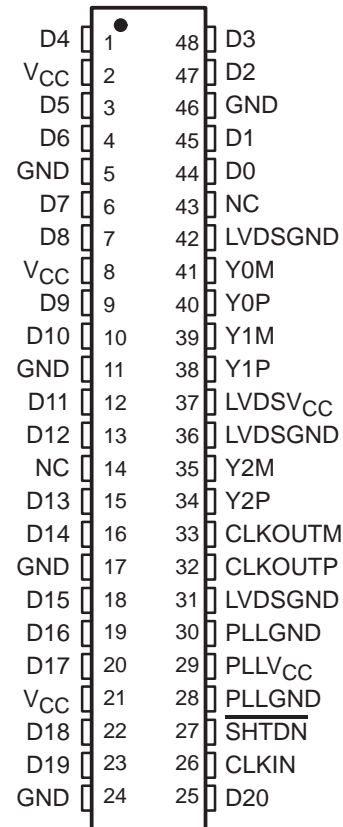 D4 1 48 D3
VCC 2 47 D2
D5 3 46 GND
D6 4 45 D1
GND 5 44 D0
D7 6 43 NC
D8 7 42 LVDSGND
VCC 8 41 Y0M
D9 9 40 Y0P
D10 10 39 Y1M
GND 11 38 Y1P
D11 12 37 LVDSVCC
D12 13 36 LVDSGND
NC 14 35 Y2M
D13 15 34 Y2P
D14 16 33 CLKOUTM
GND 17 32 CLKOUTP
D15 18 31 LVDSGND
D16 19 30 PLLGND
D17 20 29 PLLVCC
VCC 21 28 PLLGND
D18 22 27 SHTDN
D19 23 26 CLKIN
GND 24 25 D20